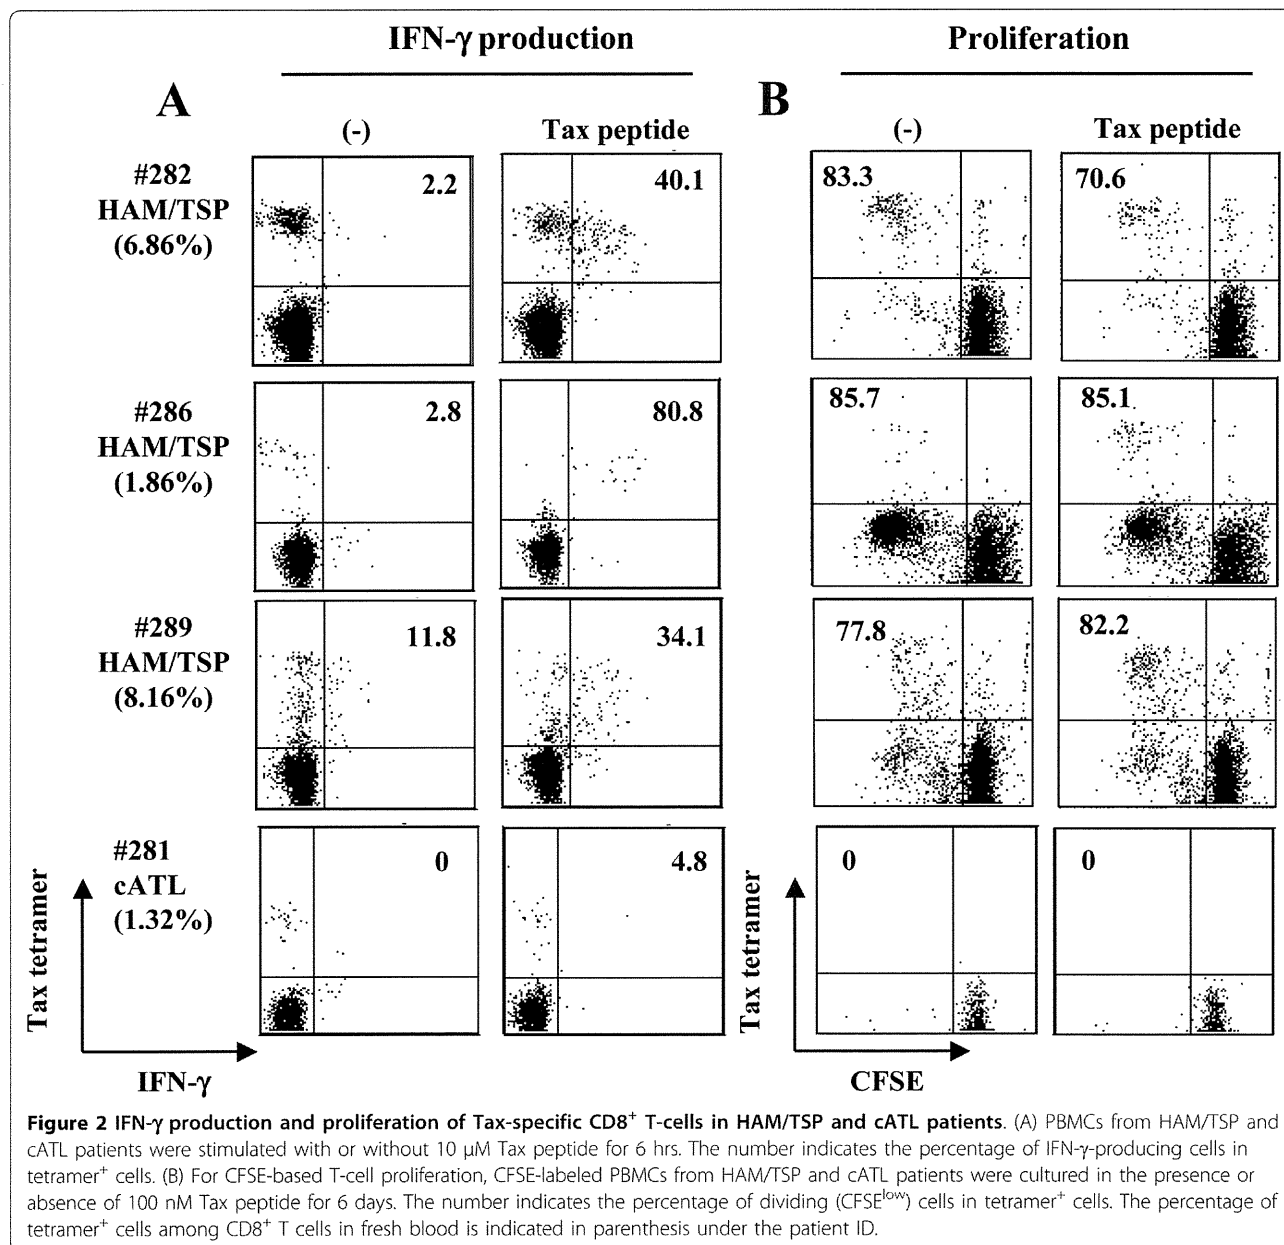 IFN-γ production
Proliferation
A
B
(-)
Tax peptide
(-)
Tax peptide
#282
HAM/TSP
(6.86%)
2.2
40.1
83.3
70.6
#286
HAM/TSP
(1.86%)
2.8
80.8
85.7
85.1
#289
HAM/TSP
(8.16%)
11.8
34.1
77.8
82.2
#281
cATL
(1.32%)
0
4.8
0
0
Tax tetramer
IFN-γ
Tax tetramer
CFSE
Figure 2 IFN-γ production and proliferation of Tax-specific CD8⁺ T-cells in HAM/TSP and cATL patients. (A) PBMCs from HAM/TSP and
cATL patients were stimulated with or without 10 μM Tax peptide for 6 hrs. The number indicates the percentage of IFN-γ-producing cells in
tetramer⁺ cells. (B) For CFSE-based T-cell proliferation, CFSE-labeled PBMCs from HAM/TSP and cATL patients were cultured in the presence or
absence of 100 nM Tax peptide for 6 days. The number indicates the percentage of dividing (CFSEˡᵒʷ) cells in tetramer⁺ cells. The percentage of
tetramer⁺ cells among CD8⁺ T cells in fresh blood is indicated in parenthesis under the patient ID.